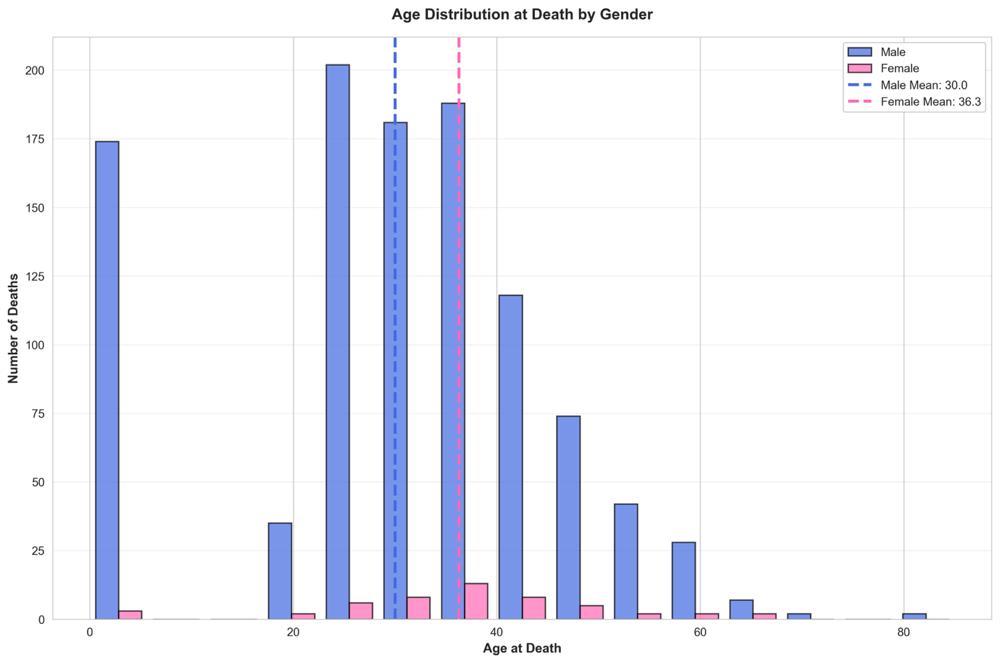 Age Distribution at Death by Gender
Male
Female
Male Mean: 30.0
Female Mean: 36.3
200
175
150
125
100
75
50
25
0
Number of Deaths
0 20 40 60 80
Age at Death